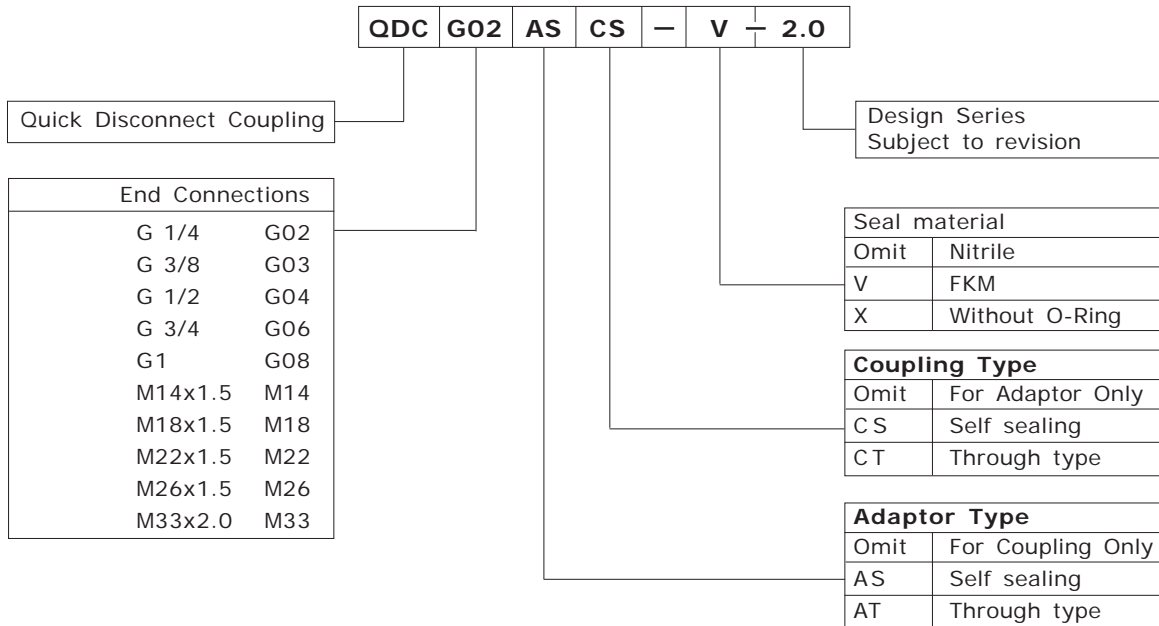 QDC G02 AS CS — V — 2.0
Quick Disconnect Coupling
Design Series
Subject to revision
End Connections
G 1/4 G02
G 3/8 G03
G 1/2 G04
G 3/4 G06
G1 G08
M14x1.5 M14
M18x1.5 M18
M22x1.5 M22
M26x1.5 M26
M33x2.0 M33
Seal material
Omit Nitrile
V FKM
X Without O-Ring
Coupling Type
Omit For Adaptor Only
CS Self sealing
CT Through type
Adaptor Type
Omit For Coupling Only
AS Self sealing
AT Through type